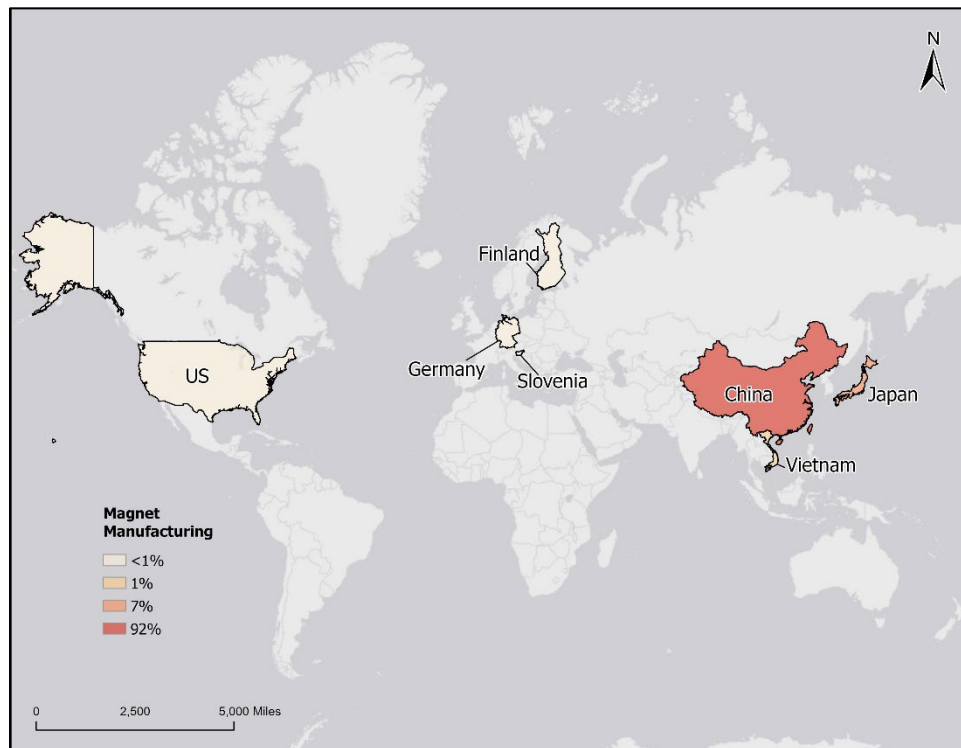 N
Finland
Germany
Slovenia
US
China
Japan
Vietnam
Magnet
Manufacturing
<1%
1%
7%
92%
0 2,500 5,000 Miles